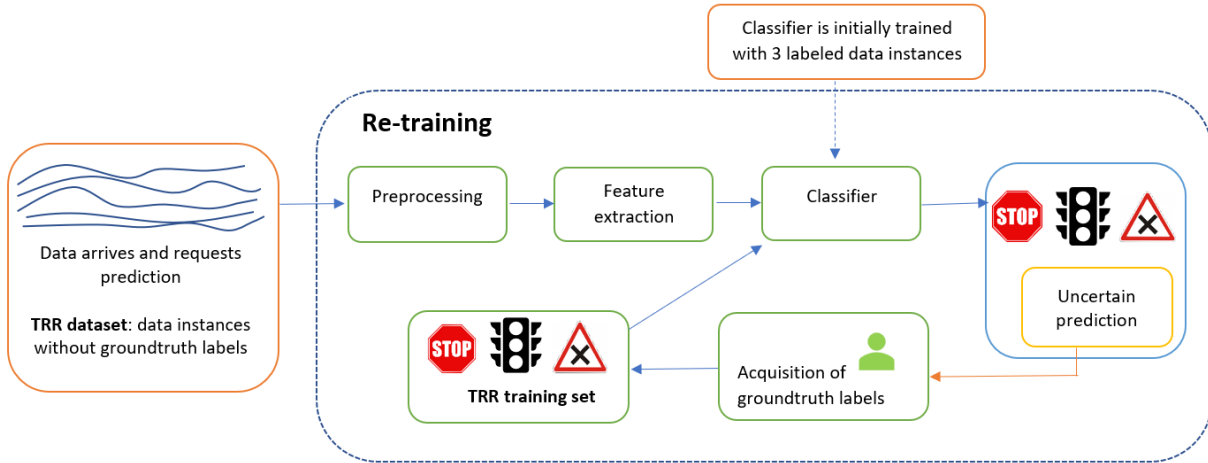 Classifier is initially trained
with 3 labeled data instances
Re-training
Preprocessing
Feature
extraction
Classifier
STOP
Data arrives and requests
prediction
TRR dataset: data instances
without groundtruth labels
Uncertain
prediction
STOP
TRR training set
Acquisition of
groundtruth labels